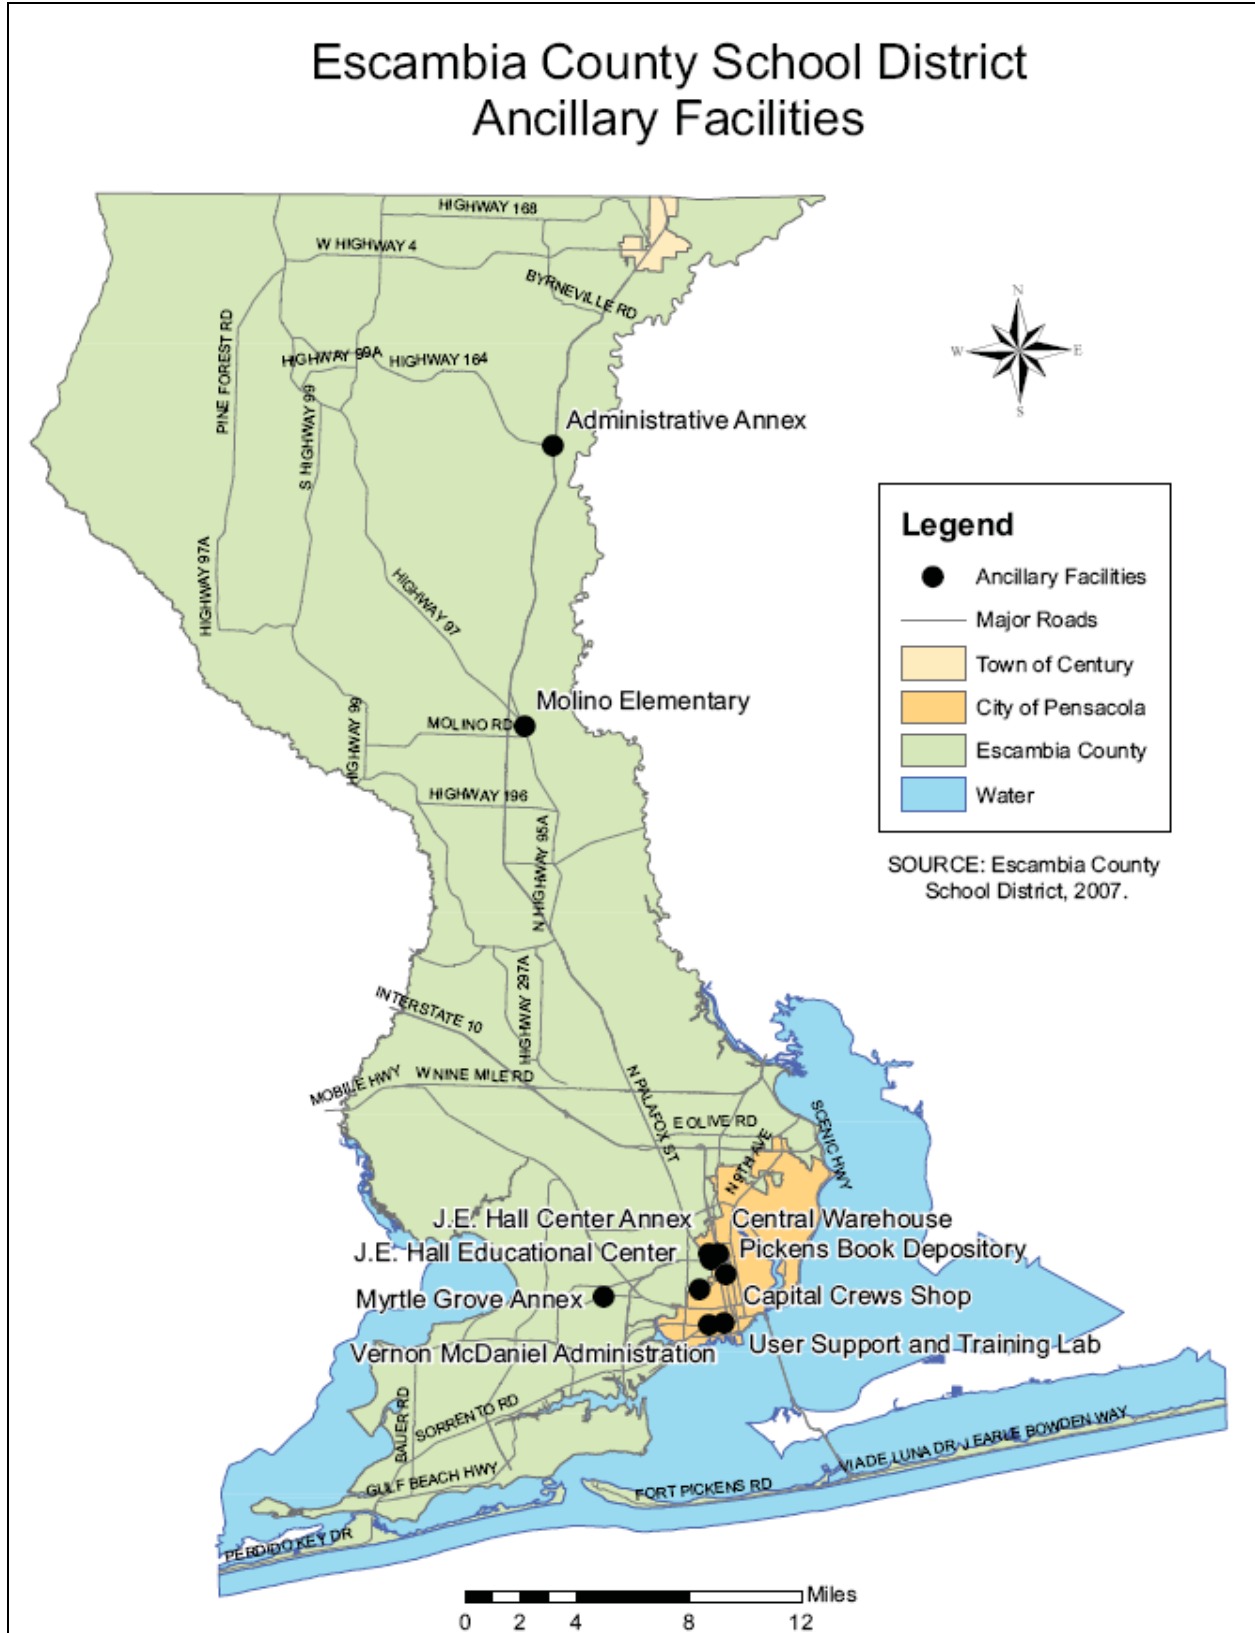 Escambia County School District
Ancillary Facilities
HIGHWAY 168
W HIGHWAY 4
BYRNEVILLE RD
PINE FOREST RD
HIGHWAY 99A
HIGHWAY 164
S HIGHWAY 99
N
W
E
S
Administrative Annex
Legend
Ancillary Facilities
Major Roads
Town of Century
City of Pensacola
Escambia County
Water
SOURCE: Escambia County
School District, 2007.
HIGHWAY 97A
HIGHWAY 97
Molino Elementary
MOLINO RD
HIGHWAY 99
HIGHWAY 196
N HIGHWAY 95A
HIGHWAY 297A
INTERSTATE 10
MOBILE HWY
W NINE MILE RD
N PALAFOX ST
E OLIVE RD
N 9TH AVE
SCENIC HWY
J.E. Hall Center Annex
Central Warehouse
J.E. Hall Educational Center
Pickens Book Depository
Myrtle Grove Annex
Capital Crews Shop
Vernon McDaniel Administration
User Support and Training Lab
BAUER RD
SORRENTO RD
GULF BEACH HWY
VIA DE LUNA DR
J EARLE BOWDEN WAY
FORT PICKENS RD
PERDIDO KEY DR
Miles
0 2 4 8 12